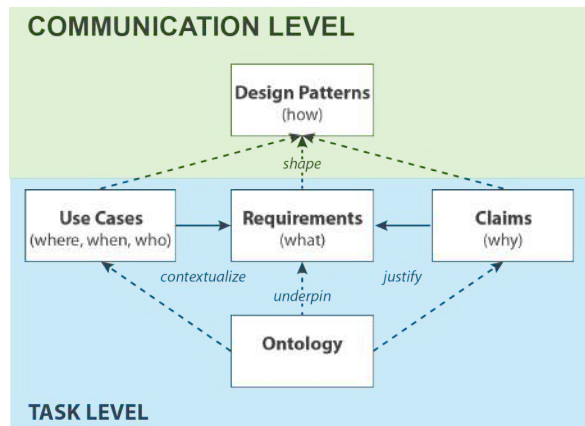 COMMUNICATION LEVEL
Design Patterns
(how)
shape
Use Cases
(where, when, who)
Requirements
(what)
Claims
(why)
contextualize
justify
underpin
Ontology
TASK LEVEL